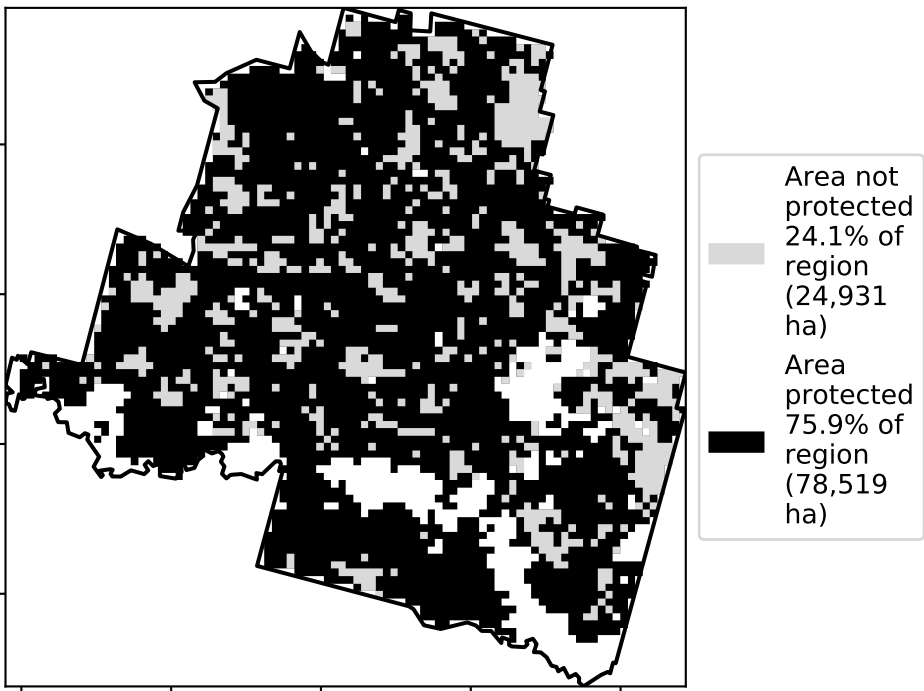 Area not
protected
24.1% of
region
(24,931
ha)
Area
protected
75.9% of
region
(78,519
ha)